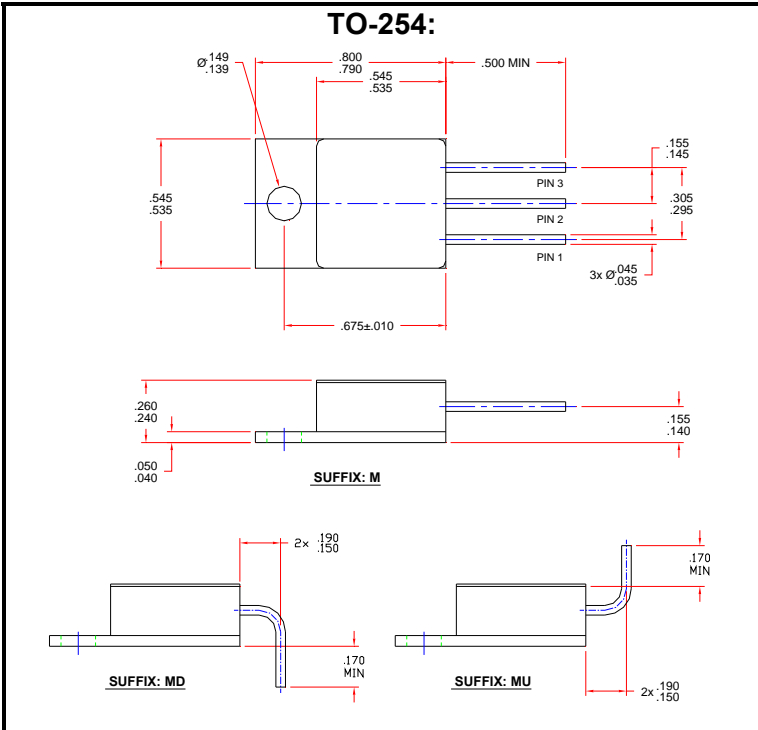 TO-254:
Ø.149
.139
.800
.790
.545
.535
.500 MIN
.155
.145
.545
.535
PIN 3
PIN 2
.305
.295
PIN 1
3x Ø.045
.035
.675±.010
.260
.240
.155
.140
.050
.040
SUFFIX: M
2x .190
.150
.170
MIN
.170
MIN
SUFFIX: MD
SUFFIX: MU
2x .190
.150